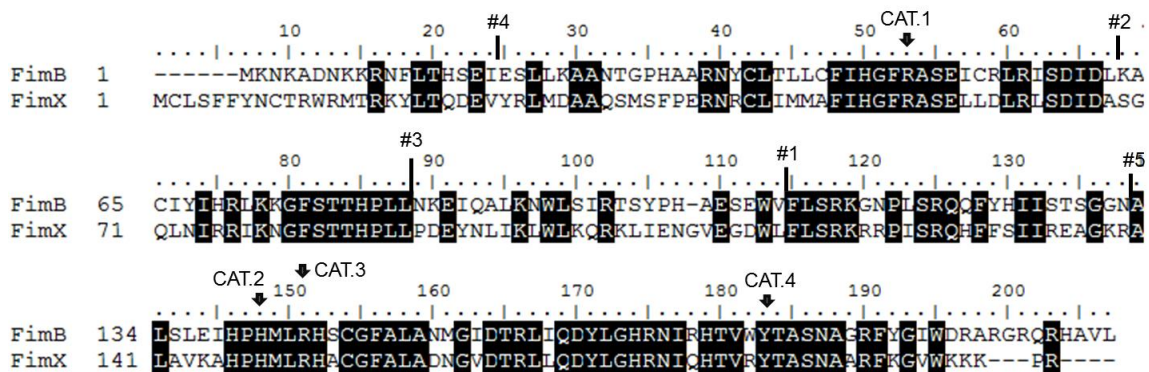 #4 CAT.1 #2
10 20 30 40 50 60
....|....|....|....|....|....|....|....|....|....|....|....|....|....
FimB 1 ------MKNKADNKKRNFLTHSEIESLLKAANTGPHAARNYCLTLLCFIHGFRASEICRLRISDIDLKA
FimX 1 MCLSFFYNCTRWRMTRKYLTQDEVYRLMDAAQSMSFPERNRCLIMMAFIHGFRASELLDLRLSDIDASG
#3 #1 #5
80 90 100 110 120 130
....|....|....|....|....|....|....|....|....|....|....|....|....|....
FimB 65 CIYIHRLKKGFSTTHPLLNKEIQALKNWLSIRTSYPH-AESEWVFLSRKGNPLSRQQFYHIISTSGGNA
FimX 71 QLNIRRIKNGFSTTHPLLPDEYNLIKLWLKQRKLIENGVEGDWLFLSRKRRPISRQHFFSIIREAGKRA
CAT.2 CAT.3 CAT.4
150 160 170 180 190 200
....|....|....|....|....|....|....|....|....|....|....|....|....|..
FimB 134 LSLEIHPHMLRHSCGFALANMGIDTRLIQDYLGHRNIRHTVWYTASNAGRFYGIWDRARGRQRHAVL
FimX 141 LAVKAHPHMLRHACGFALADNGVDTRLLQDYLGHRNIQHTVRYTASNAARFKGVWKKK---PR----